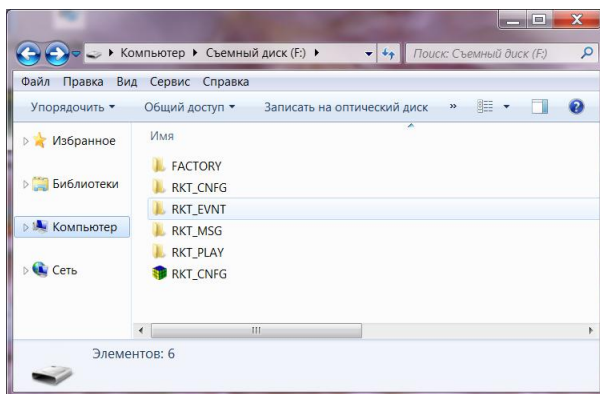 Компьютер ▸ Съемный диск (F:) ▸ Поиск: Съемный диск (F:)
Файл Правка Вид Сервис Справка
Упорядочить Общий доступ Записать на оптический диск »
Избранное
Библиотеки
Компьютер
Сеть
Имя
FACTORY
RKT_CNFG
RKT_EVNT
RKT_MSG
RKT_PLAY
RKT_CNFG
Элементов: 6